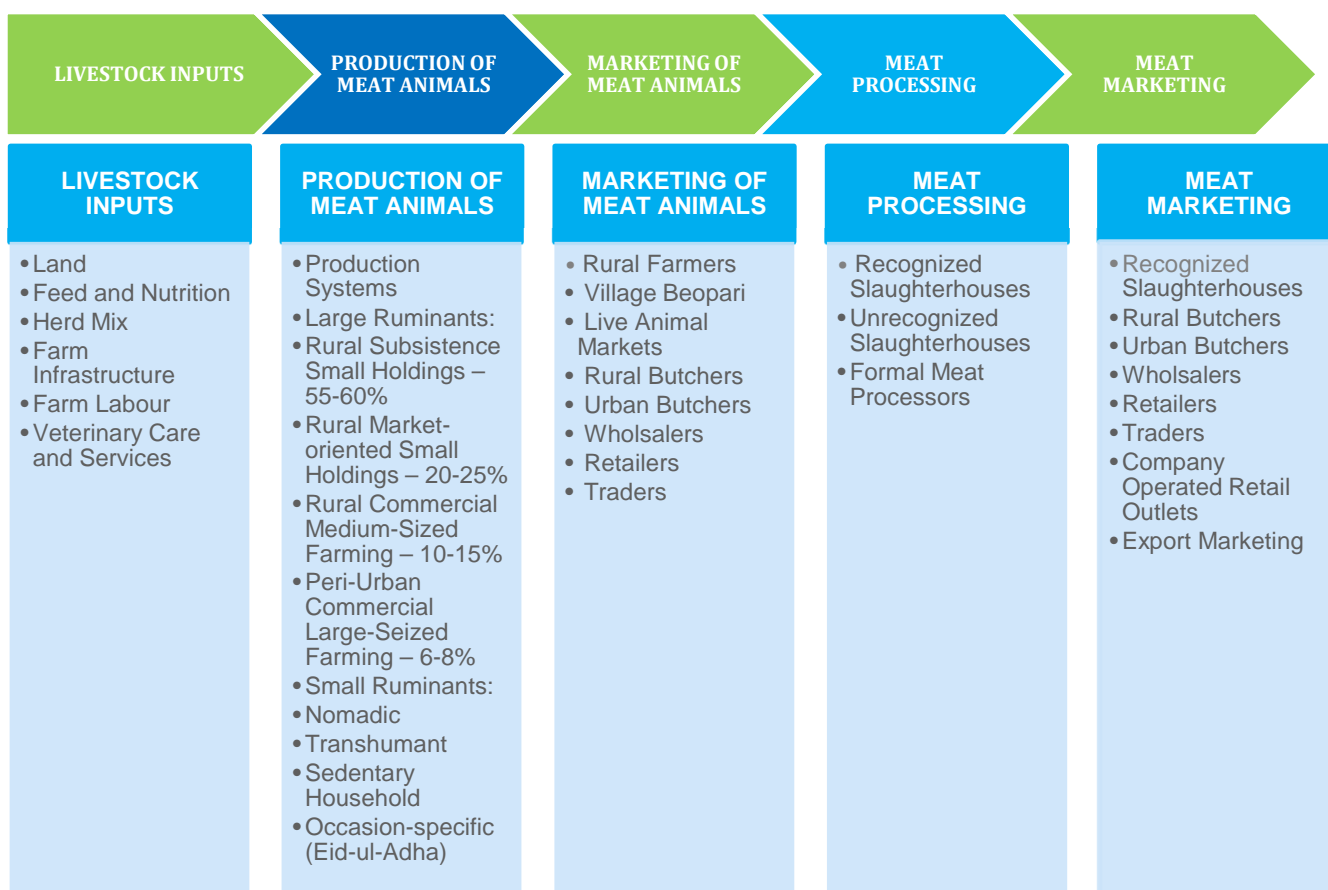 LIVESTOCK INPUTS
PRODUCTION OF
MEAT ANIMALS
MARKETING OF
MEAT ANIMALS
MEAT
PROCESSING
MEAT
MARKETING
LIVESTOCK
INPUTS
• Land
• Feed and Nutrition
• Herd Mix
• Farm
Infrastructure
• Farm Labour
• Veterinary Care
and Services
PRODUCTION OF
MEAT ANIMALS
• Production
Systems
• Large Ruminants:
• Rural Subsistence
Small Holdings –
55-60%
• Rural Market-
oriented Small
Holdings – 20-25%
• Rural Commercial
Medium-Sized
Farming – 10-15%
• Peri-Urban
Commercial
Large-Seized
Farming – 6-8%
• Small Ruminants:
• Nomadic
• Transhumant
• Sedentary
Household
• Occasion-specific
(Eid-ul-Adha)
MARKETING OF
MEAT ANIMALS
• Rural Farmers
• Village Beopari
• Live Animal
Markets
• Rural Butchers
• Urban Butchers
• Wholsalers
• Retailers
• Traders
MEAT
PROCESSING
• Recognized
Slaughterhouses
• Unrecognized
Slaughterhouses
• Formal Meat
Processors
MEAT
MARKETING
• Recognized
Slaughterhouses
• Rural Butchers
• Urban Butchers
• Wholsalers
• Retailers
• Traders
• Company
Operated Retail
Outlets
• Export Marketing